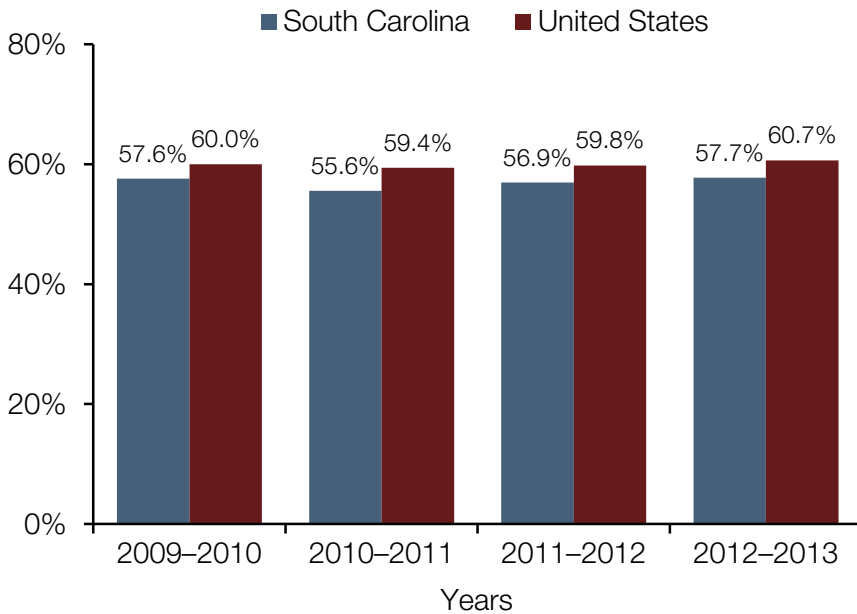 South Carolina United States
80%
60%
40%
20%
0%
57.6% 60.0% 55.6% 59.4% 56.9% 59.8% 57.7% 60.7%
2009–2010 2010–2011 2011–2012 2012–2013
Years